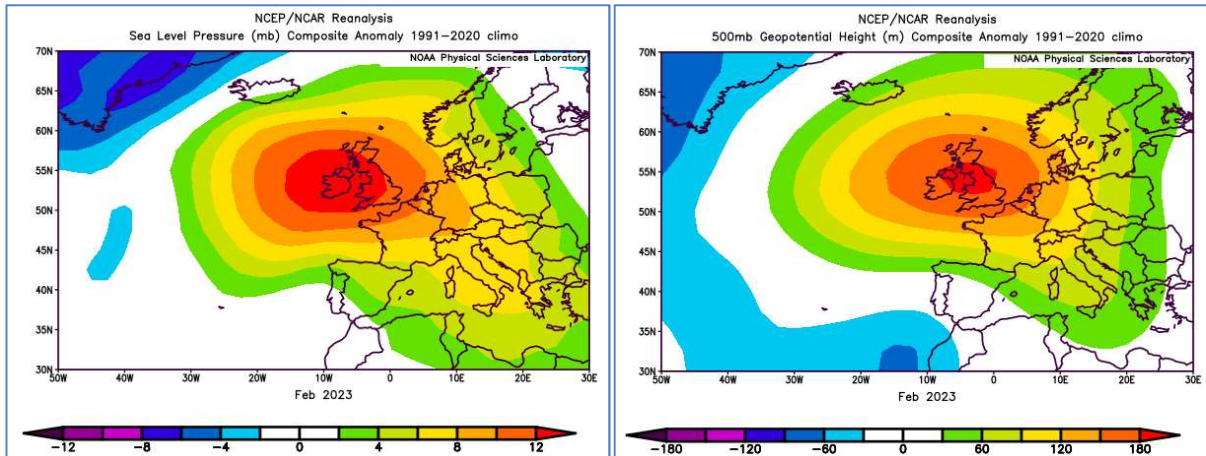 NCEP/NCAR Reanalysis
Sea Level Pressure (mb) Composite Anomaly 1991−2020 climo
NOAA Physical Sciences Laboratory
70N
65N
60N
55N
50N
45N
40N
35N
30N
50W 40W 30W 20W 10W 0 10E 20E 30E
Feb 2023
−12 −8 −4 0 4 8 12
NCEP/NCAR Reanalysis
500mb Geopotential Height (m) Composite Anomaly 1991−2020 climo
NOAA Physical Sciences Laboratory
70N
65N
60N
55N
50N
45N
40N
35N
30N
50W 40W 30W 20W 10W 0 10E 20E 30E
Feb 2023
−180 −120 −60 0 60 120 180